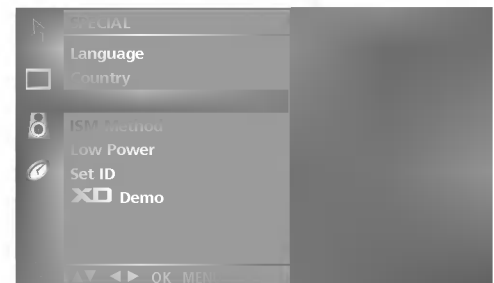 SPECIAL
Language
Country
ISM Method
Low Power
Set ID
XD Demo
OK MENU